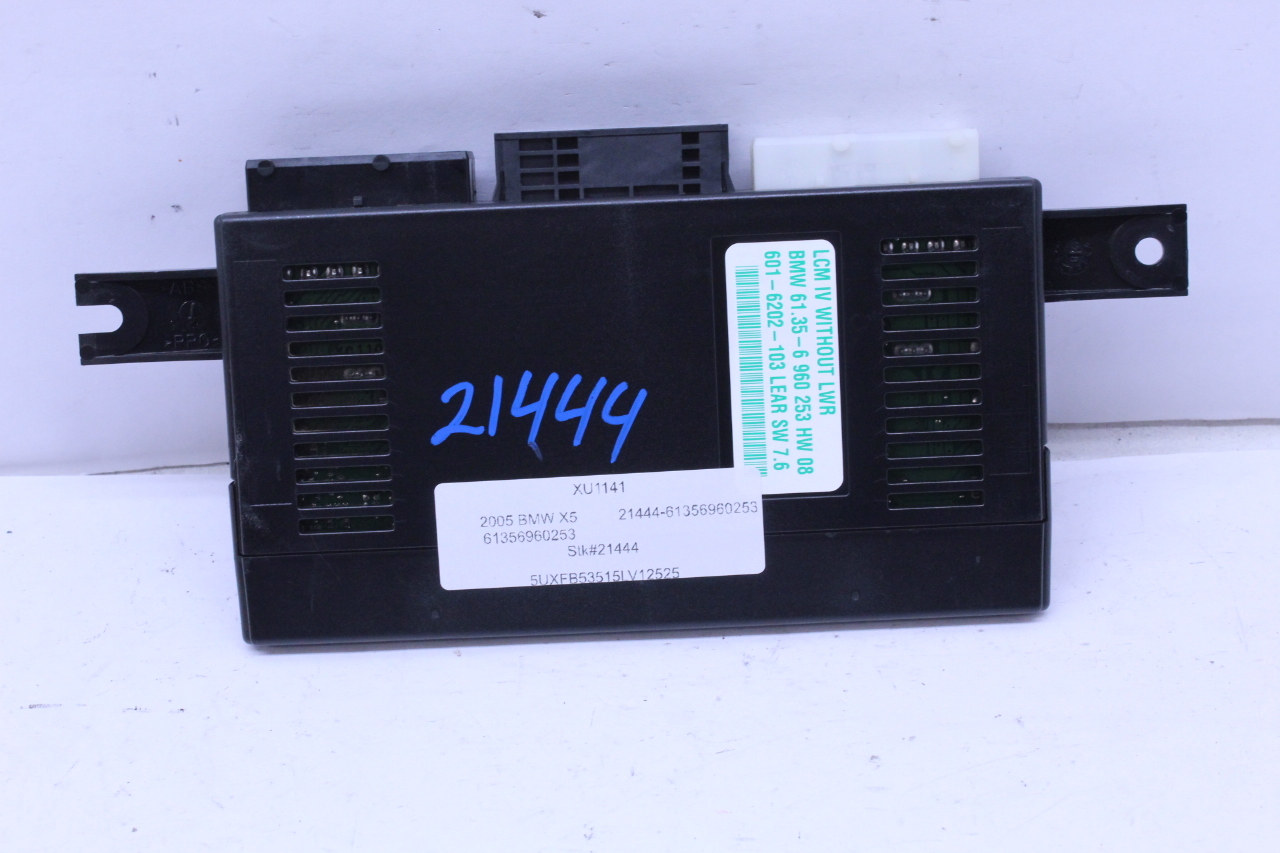 LCM IV WITHOUT LWR
BMW 61.35-6 960 253 HW 08
601-6202-103 LEAR SW 7.6
21444
XU1141
2005 BMW X5 21444-61356960253
61356960253
Stk#21444
5UXFB53515LV12525